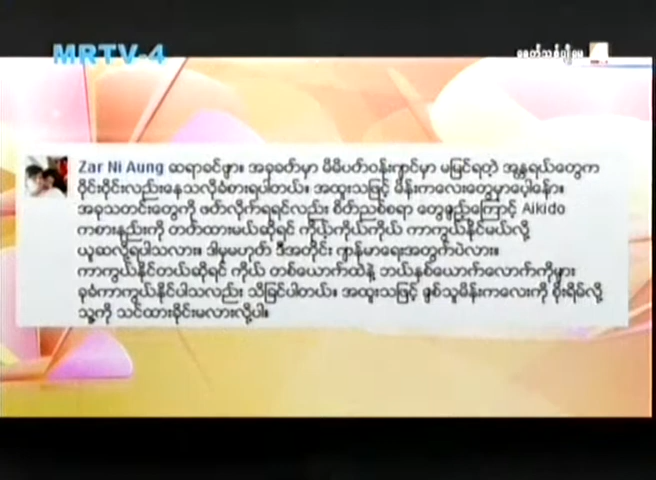 MRTV-4
Zar Ni Aung ဆရာခင်ဗျာ။ အခုခေတ်မှာ မိမိပတ်ဝန်းကျင်မှာ မမြင်ရတဲ့ အန္တရာယ်တွေက
ဝိုင်းဝိုင်းလည်းနေသလိုခံစားရပါတယ်။ အထူးသဖြင့် မိန်းကလေးတွေမှာပေါ့နော်။
အခုသတင်းတွေကို ဖတ်လိုက်ရရင်လည်း စိတ်ညစ်စရာ တွေချည့်ကြောင့် Aikido
ကစားနည်းကို တတ်ထားမယ်ဆိုရင် ကိုယ့်ကိုယ်ကိုယ် ကာကွယ်နိုင်မယ်လို့
ယူဆလို့ရပါသလား။ ဒါမှမဟုတ် ဒီအတိုင်း ကျန်းမာရေးအတွက်ပဲလား။
ကာကွယ်နိုင်တယ်ဆိုရင် ကိုယ် တစ်ယောက်ထဲနဲ့ ဘယ်နှစ်ယောက်လောက်ကိုများ
ခုခံကာကွယ်နိုင်ပါသလည်း သိခြင်ပါတယ်။ အထူးသဖြင့် ချစ်သူမိန်းကလေးကို စိုးရိမ်လို့
သူ့ကို သင်ထားခိုင်းမလားလို့ပါ။